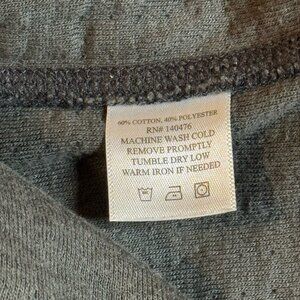 60% COTTON, 40% POLYESTER
RN# 140476
MACHINE WASH COLD
REMOVE PROMPTLY
TUMBLE DRY LOW
WARM IRON IF NEEDED